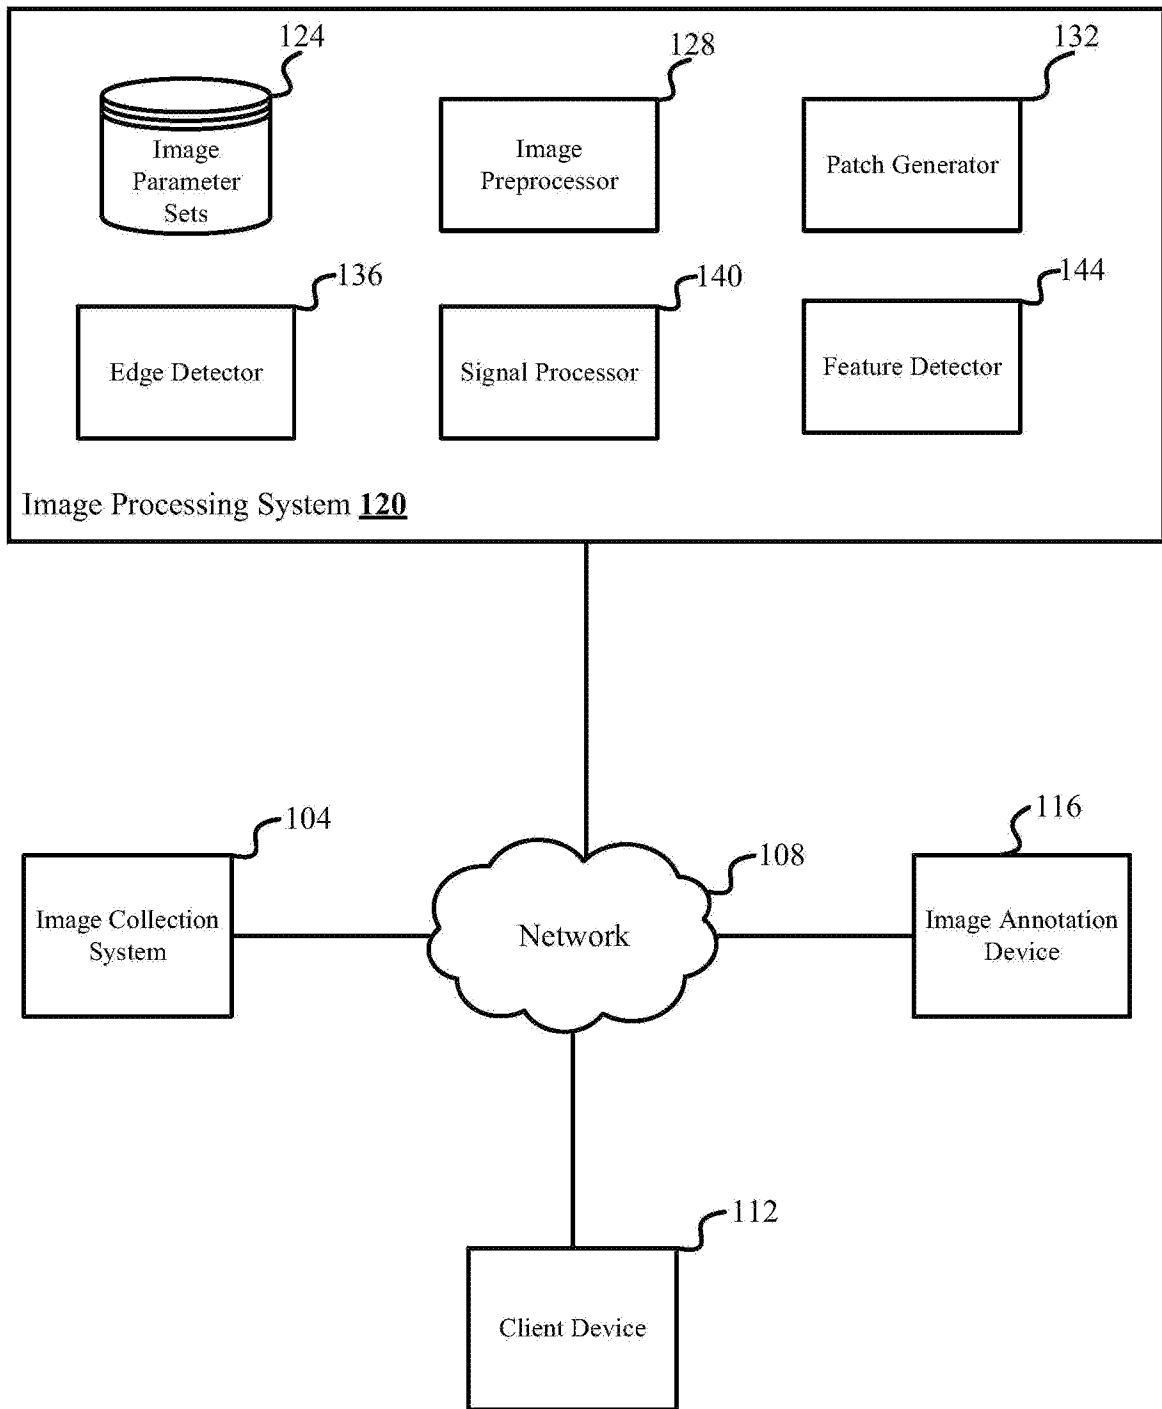 124
128
132
Image
Parameter
Sets
Image
Preprocessor
Patch Generator
136
140
144
Edge Detector
Signal Processor
Feature Detector
Image Processing System 120
104
108
116
Image Collection
System
Network
Image Annotation
Device
112
Client Device